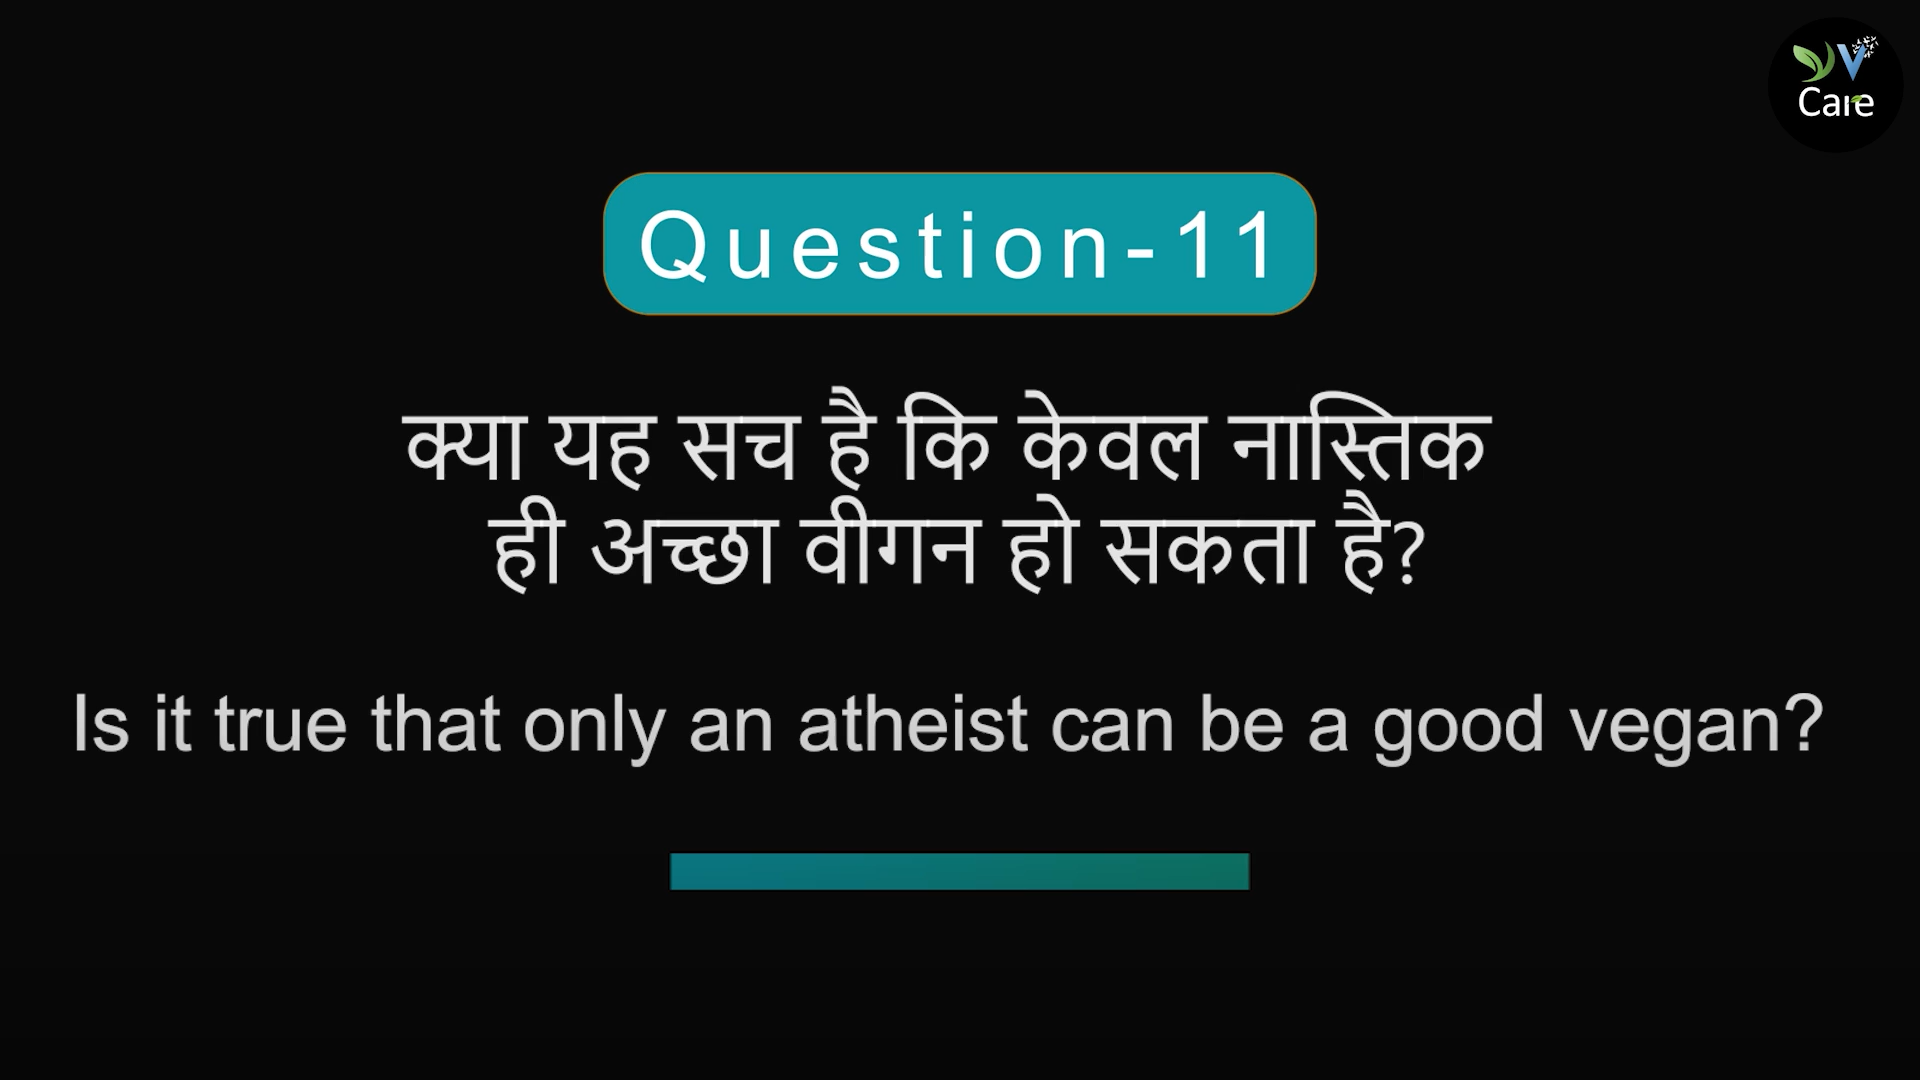 V
Care
Question-11
क्या यह सच है कि केवल नास्तिक
ही अच्छा वीगन हो सकता है?
Is it true that only an atheist can be a good vegan?